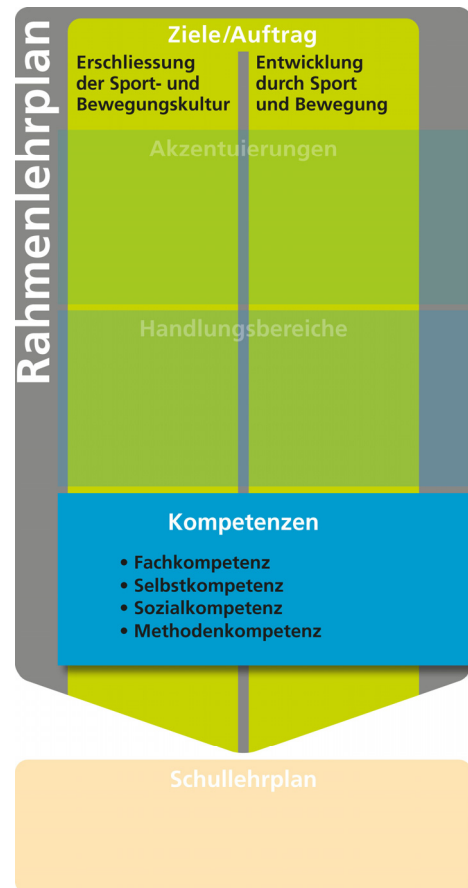 Rahmenlehrplan
Ziele/Auftrag
Erschliessung
der Sport- und
Bewegungskultur
Entwicklung
durch Sport
und Bewegung
Akzentuierungen
Handlungsbereiche
Kompetenzen
• Fachkompetenz
• Selbstkompetenz
• Sozialkompetenz
• Methodenkompetenz
Schullehrplan